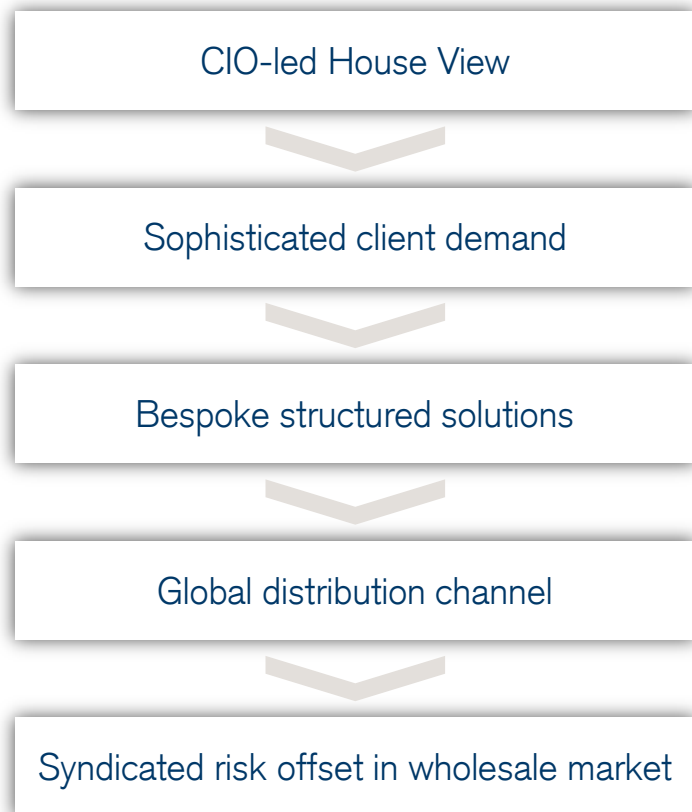 CIO-led House View
Sophisticated client demand
Bespoke structured solutions
Global distribution channel
Syndicated risk offset in wholesale market